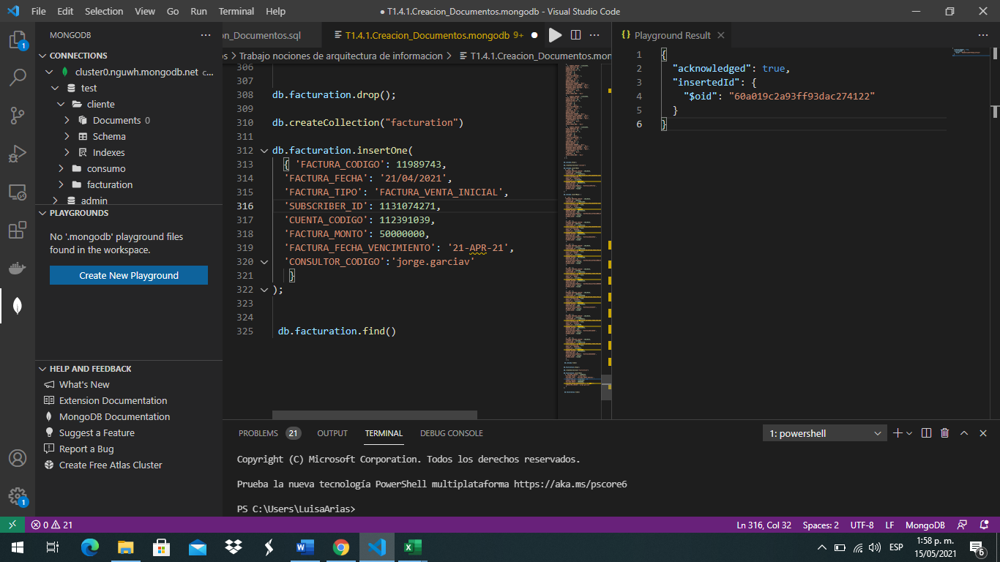 File Edit Selection View Go Run Terminal Help
● T1.4.1.Creacion_Documentos.mongodb - Visual Studio Code
MONGODB
CONNECTIONS
cluster0.nguwh.mongodb.net c...
test
cliente
Documents 0
Schema
Indexes
consumo
facturation
admin
PLAYGROUNDS
No '.mongodb' playground files
found in the workspace.
Create New Playground
HELP AND FEEDBACK
What's New
Extension Documentation
MongoDB Documentation
Suggest a Feature
Report a Bug
Create Free Atlas Cluster
1
1
on_Documentos.sql
T1.4.1.Creacion_Documentos.mongodb 9+
os > Trabajo nociones de arquitectura de informacion > T1.4.1.Creacion_Documentos.mon
306
307
308 db.facturation.drop();
309
310 db.createCollection("facturation")
311
312 db.facturation.insertOne(
313 { 'FACTURA_CODIGO': 11989743,
314 'FACTURA_FECHA': '21/04/2021',
315 'FACTURA_TIPO': 'FACTURA_VENTA_INICIAL',
316 'SUBSCRIBER_ID': 1131074271,
317 'CUENTA_CODIGO': 112391039,
318 'FACTURA_MONTO': 50000000,
319 'FACTURA_FECHA_VENCIMIENTO': '21-APR-21',
320 'CONSULTOR_CODIGO':'jorge.garciav'
321 }
322 );
323
324
325 db.facturation.find()
Playground Result
1 {
2 "acknowledged": true,
3 "insertedId": {
4 "$oid": "60a019c2a93ff93dac274122"
5 }
6 }
PROBLEMS 21 OUTPUT TERMINAL DEBUG CONSOLE
1: powershell
Copyright (C) Microsoft Corporation. Todos los derechos reservados.
Prueba la nueva tecnología PowerShell multiplataforma https://aka.ms/pscore6
PS C:\Users\LuisaArias>
0 21
Ln 316, Col 32 Spaces: 2 UTF-8 LF MongoDB
ESP
1:58 p. m.
15/05/2021
6